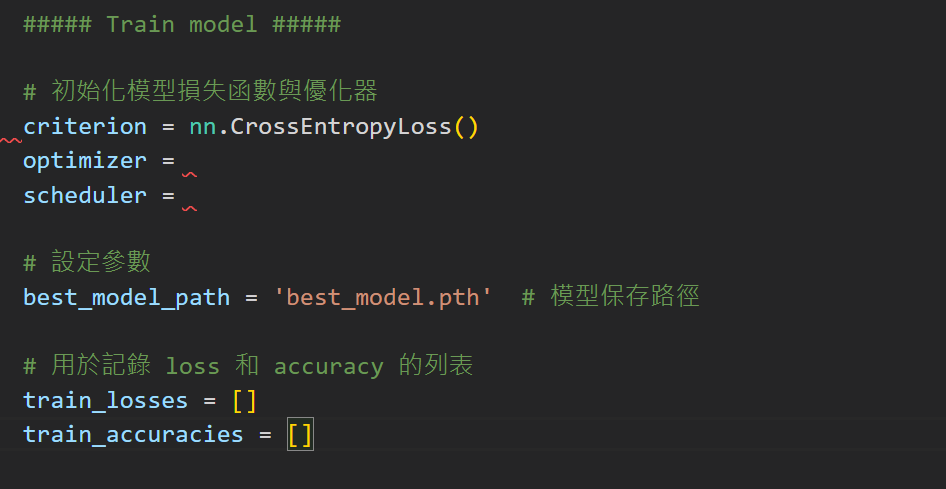 ##### Train model #####
# 初始化模型損失函數與優化器
criterion = nn.CrossEntropyLoss()
optimizer =
scheduler =
# 設定參數
best_model_path = 'best_model.pth'  # 模型保存路徑
# 用於記錄 loss 和 accuracy 的列表
train_losses = []
train_accuracies = []